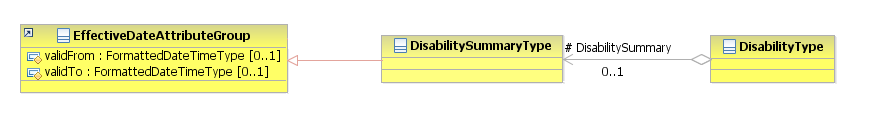 EffectiveDateAttributeGroup
validFrom : FormattedDateTimeType [0..1]
validTo : FormattedDateTimeType [0..1]
DisabilitySummaryType
# DisabilitySummary
0..1
DisabilityType